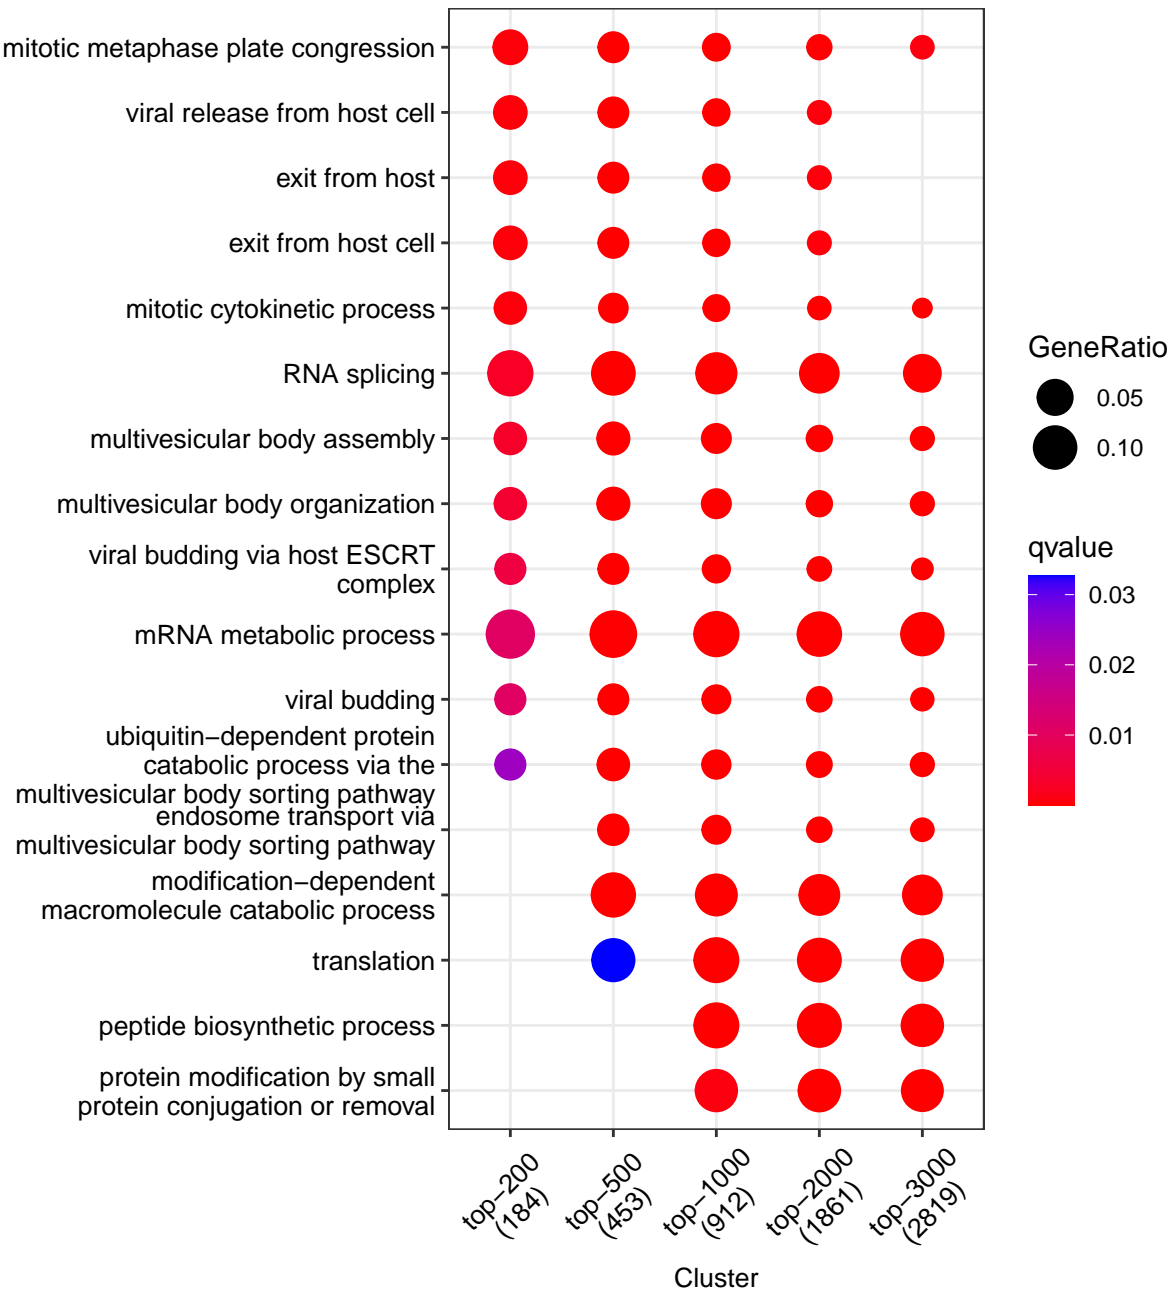 mitotic metaphase plate congression
viral release from host cell
exit from host
exit from host cell
mitotic cytokinetic process
RNA splicing
multivesicular body assembly
multivesicular body organization
viral budding via host ESCRT
complex
mRNA metabolic process
viral budding
ubiquitin−dependent protein
catabolic process via the
multivesicular body sorting pathway
endosome transport via
multivesicular body sorting pathway
modification−dependent
macromolecule catabolic process
translation
peptide biosynthetic process
protein modification by small
protein conjugation or removal
top−200
(184)
top−500
(453)
top−1000
(912)
top−2000
(1861)
top−3000
(2819)
Cluster
GeneRatio
0.05
0.10
qvalue
0.03
0.02
0.01